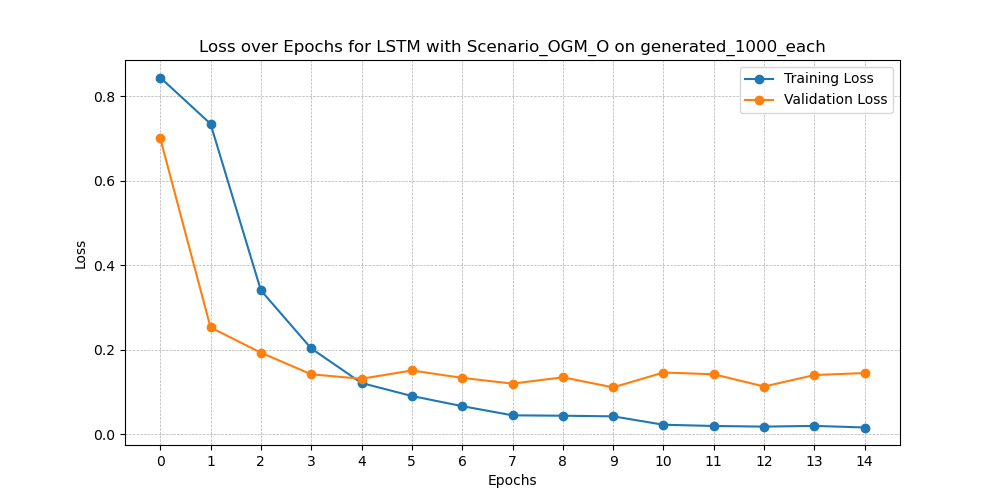 Loss over Epochs for LSTM with Scenario_OGM_O on generated_1000_each
Training Loss
Validation Loss
Loss
0.8
0.6
0.4
0.2
0.0
0 1 2 3 4 5 6 7 8 9 10 11 12 13 14
Epochs